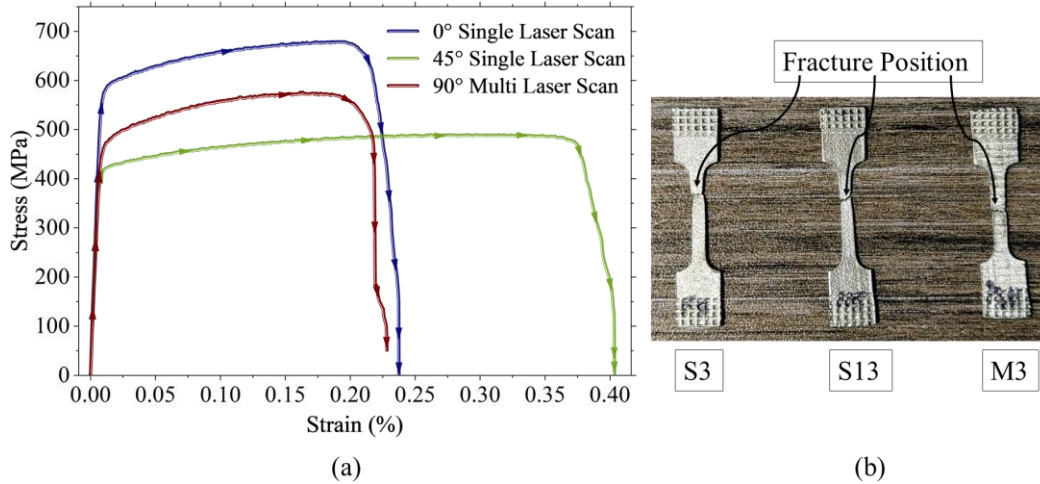 700
600
500
400
300
200
100
0
Stress (MPa)
0° Single Laser Scan
45° Single Laser Scan
90° Multi Laser Scan
0.00 0.05 0.10 0.15 0.20 0.25 0.30 0.35 0.40
Strain (%)
(a)
Fracture Position
S3 S13 M3
(b)